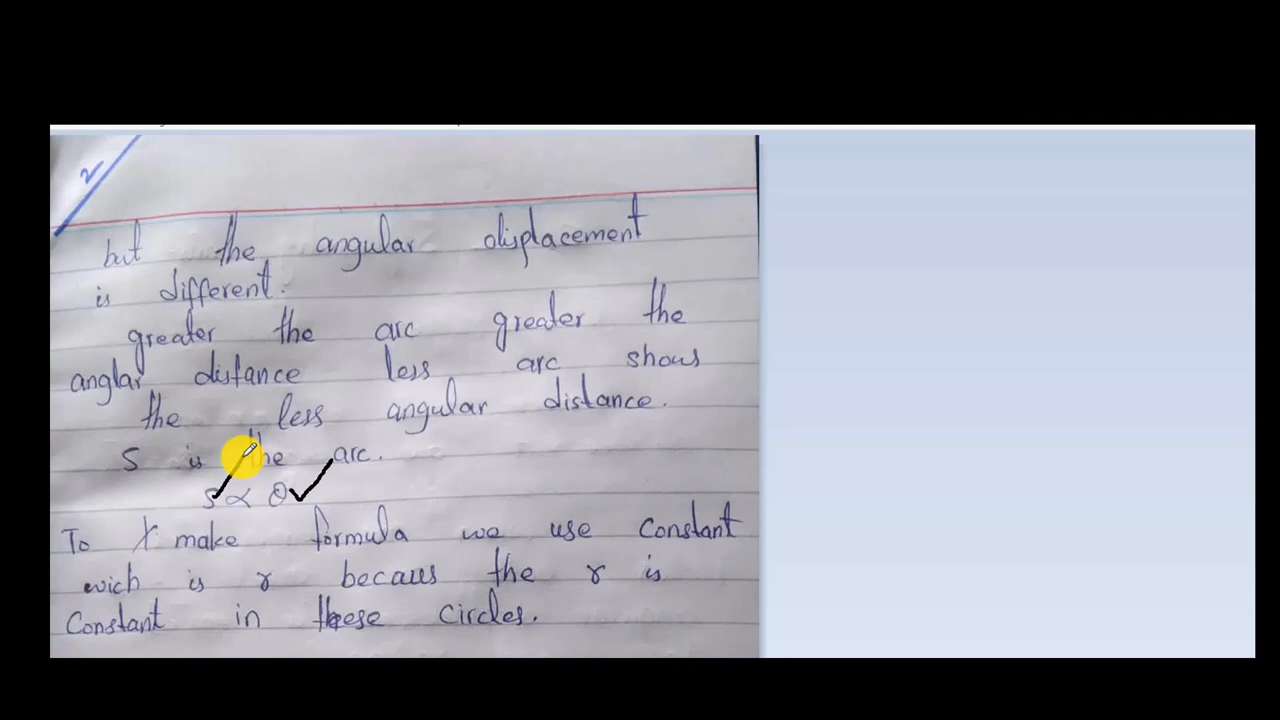 2
but the angular displacement
is different.
greater the arc greater the
anglar distance less arc shows
the less angular distance.
S is the arc.
S ∝ θ
To make formula we use constant
wich is r becaus the r is
Constant in these circles.